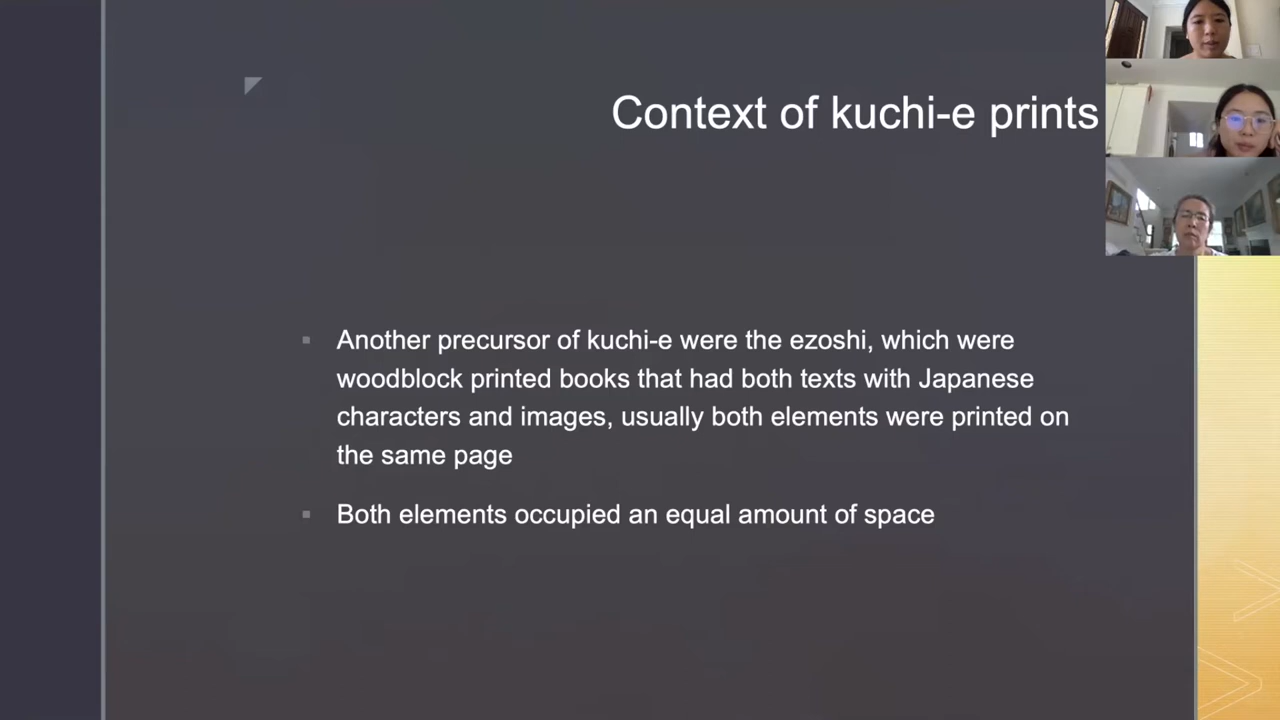 Context of kuchi-e prints
Another precursor of kuchi-e were the ezoshi, which were
woodblock printed books that had both texts with Japanese
characters and images, usually both elements were printed on
the same page
Both elements occupied an equal amount of space